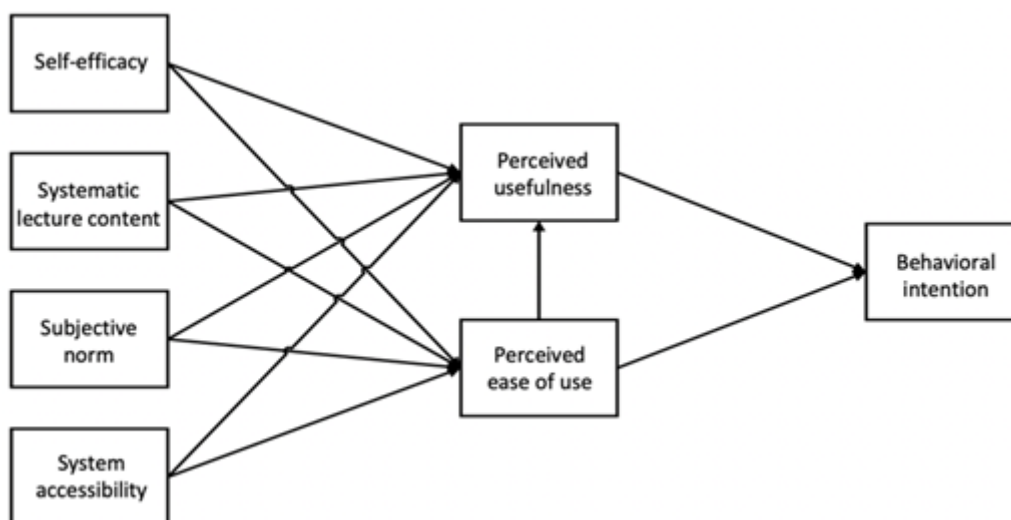 Self-efficacy
Systematic
lecture content
Subjective
norm
System
accessibility
Perceived
usefulness
Perceived
ease of use
Behavioral
intention